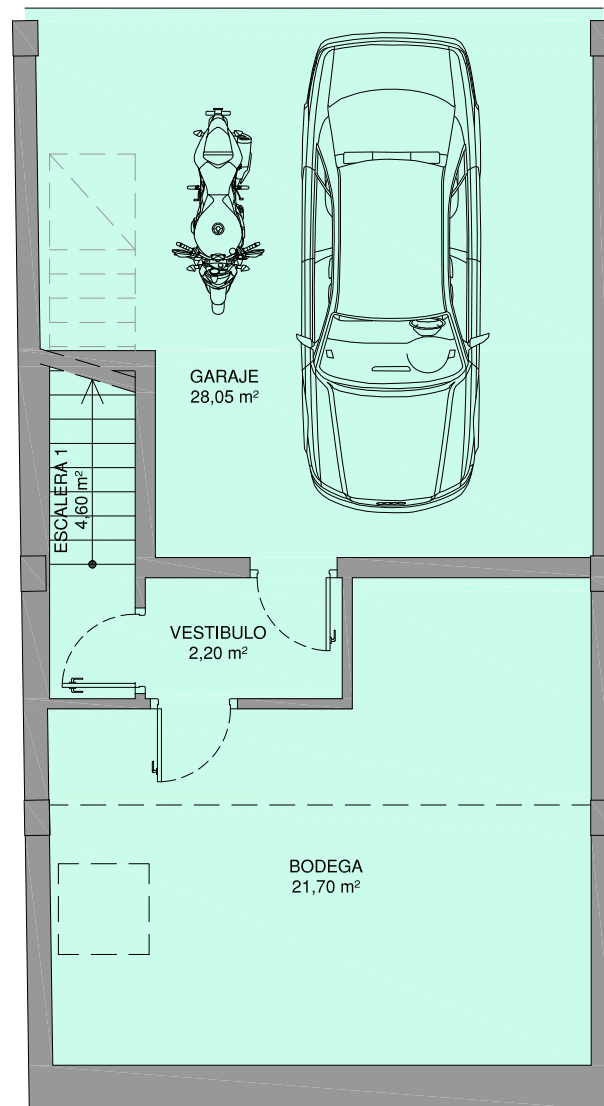 GARAJE
28,05 m²
ESCALERA 1
4,60 m²
VESTIBULO
2,20 m²
BODEGA
21,70 m²